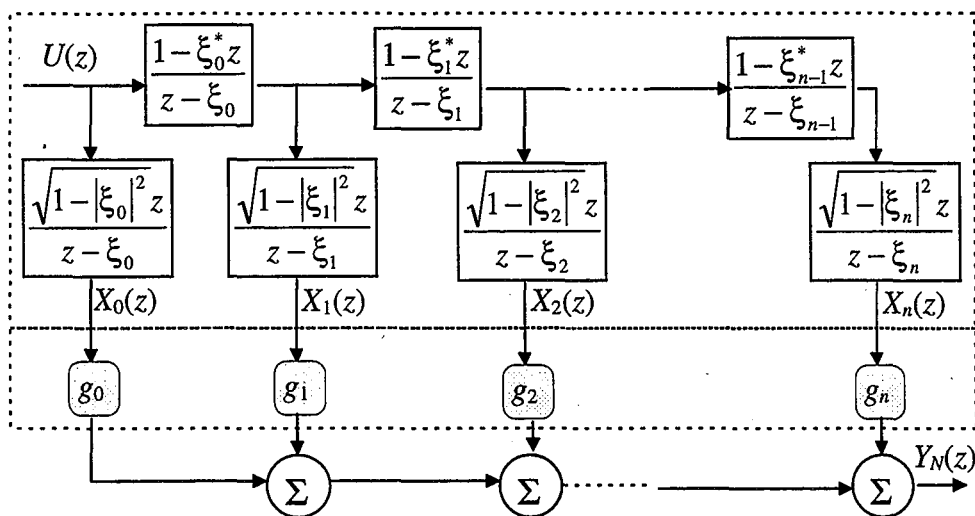 U(z)
1 − ξ₀* z / z − ξ₀
1 − ξ₁* z / z − ξ₁
1 − ξₙ₋₁* z / z − ξₙ₋₁
√(1 − |ξ₀|²) z / z − ξ₀
√(1 − |ξ₁|²) z / z − ξ₁
√(1 − |ξ₂|²) z / z − ξ₂
√(1 − |ξₙ|²) z / z − ξₙ
X₀(z)
X₁(z)
X₂(z)
Xₙ(z)
g₀
g₁
g₂
gₙ
Σ
Σ
Σ
Y_N(z)